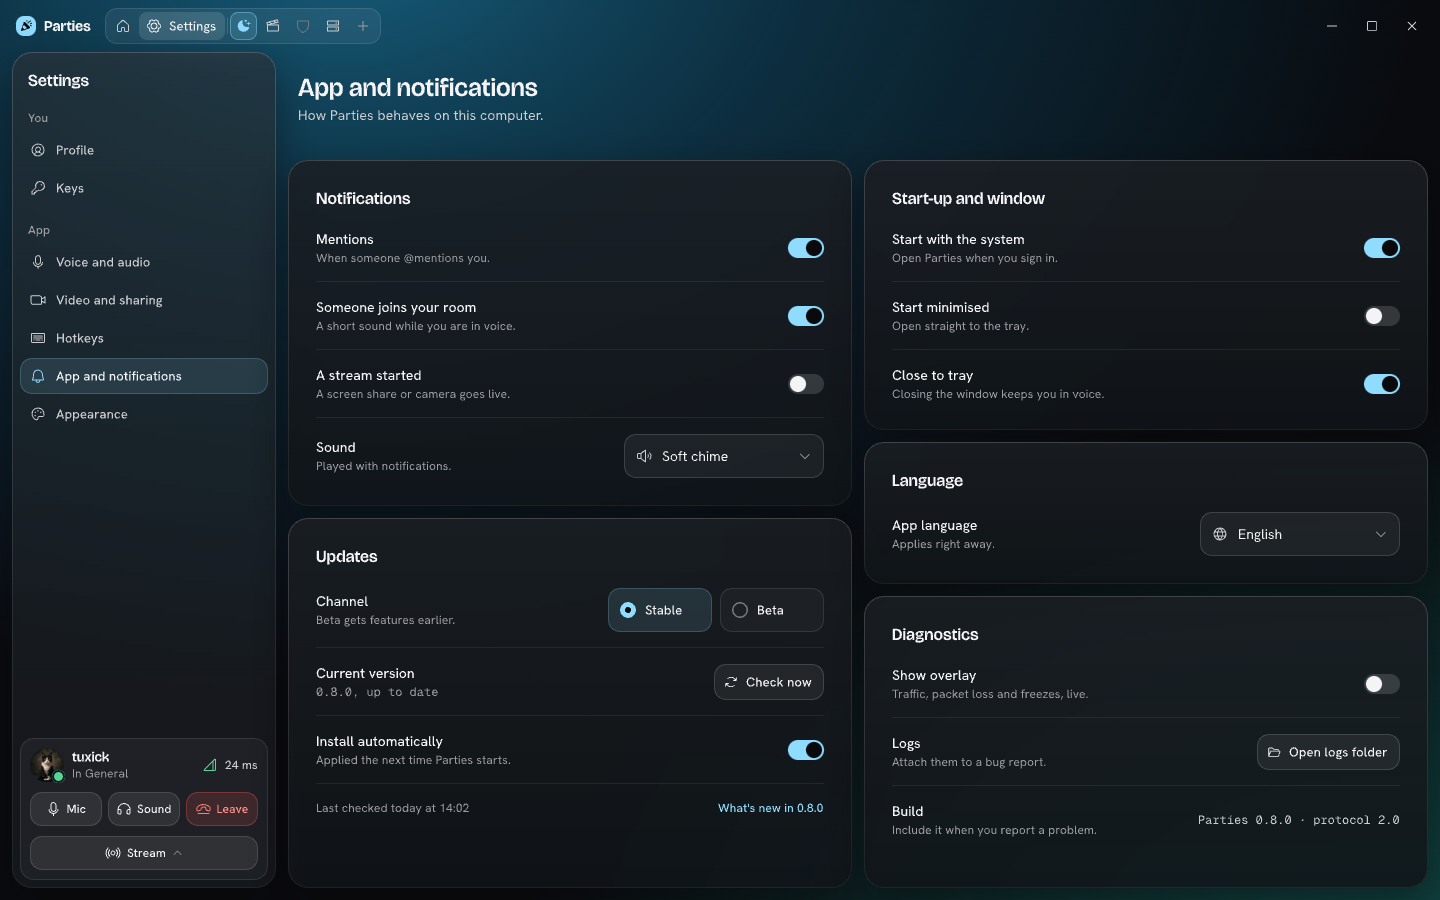 Parties
Settings
Settings
You
Profile
Keys
App
Voice and audio
Video and sharing
Hotkeys
App and notifications
Appearance
tuxick
In General
24 ms
Mic
Sound
Leave
Stream
App and notifications
How Parties behaves on this computer.
Notifications
Mentions
When someone @mentions you.
Someone joins your room
A short sound while you are in voice.
A stream started
A screen share or camera goes live.
Sound
Played with notifications.
Soft chime
Updates
Channel
Beta gets features earlier.
Stable
Beta
Current version
0.8.0, up to date
Check now
Install automatically
Applied the next time Parties starts.
Last checked today at 14:02
What's new in 0.8.0
Start-up and window
Start with the system
Open Parties when you sign in.
Start minimised
Open straight to the tray.
Close to tray
Closing the window keeps you in voice.
Language
App language
Applies right away.
English
Diagnostics
Show overlay
Traffic, packet loss and freezes, live.
Logs
Attach them to a bug report.
Open logs folder
Build
Include it when you report a problem.
Parties 0.8.0 · protocol 2.0